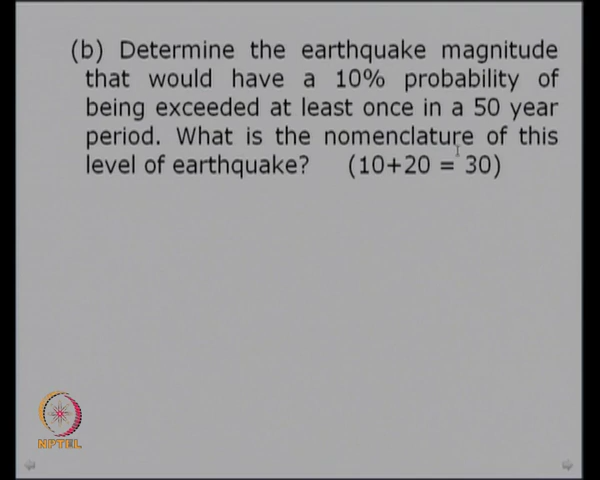 (b) Determine the earthquake magnitude
that would have a 10% probability of
being exceeded at least once in a 50 year
period. What is the nomenclature of this
level of earthquake? (10+20 = 30)
NPTEL